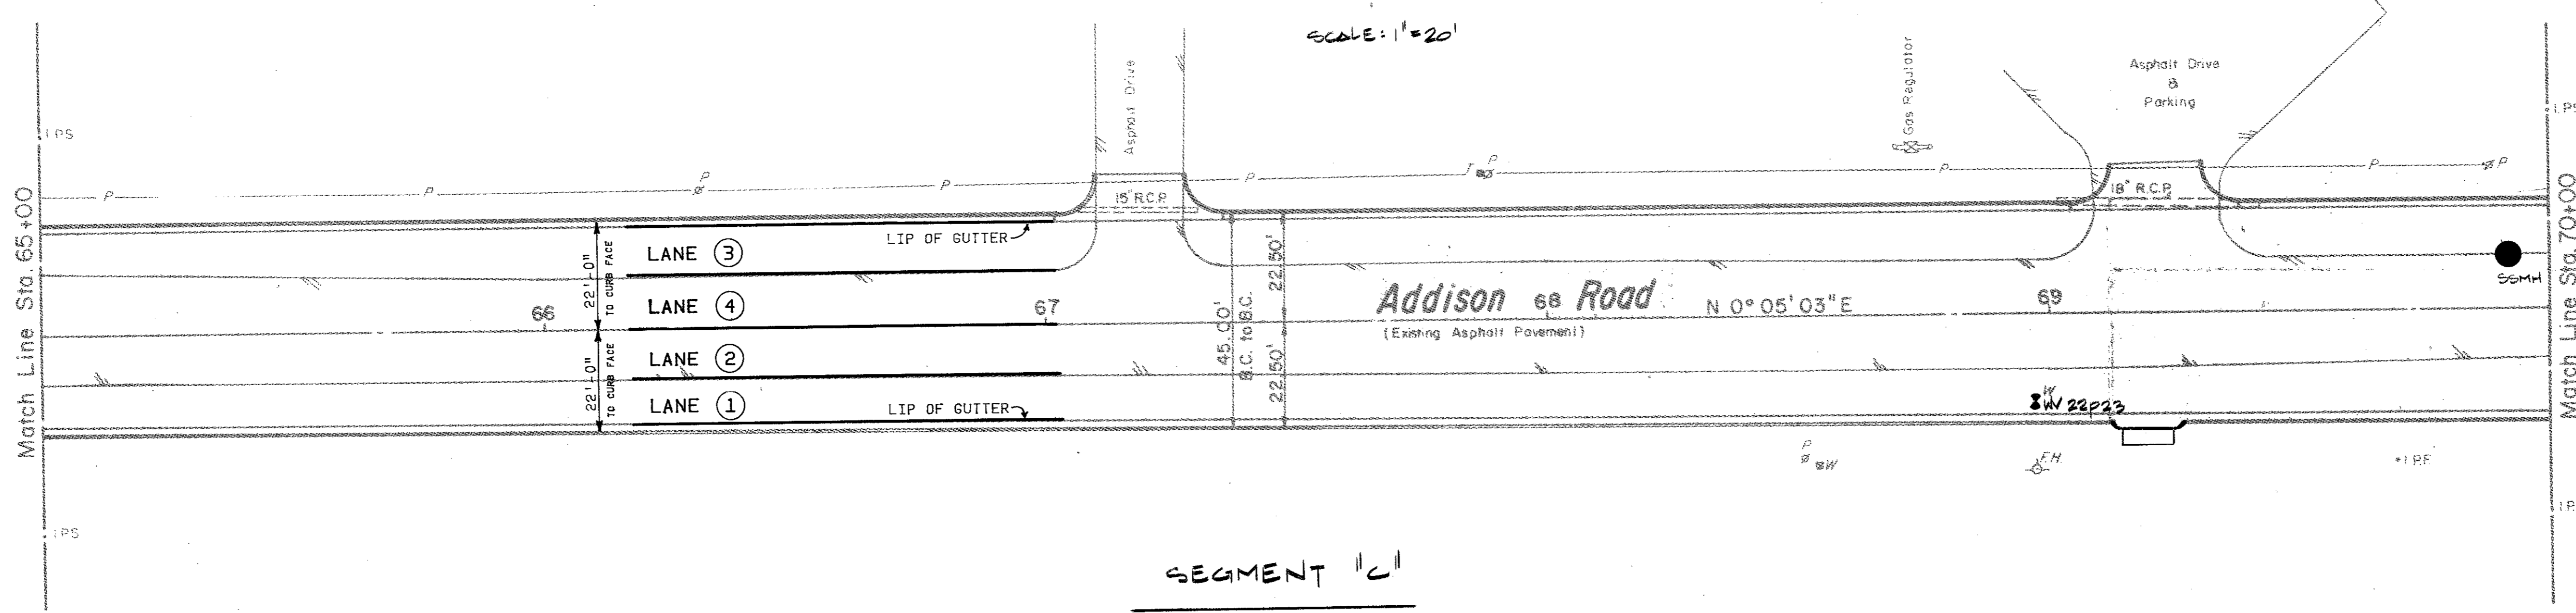 SCALE: 1"=20'
Match Line Sta. 65+00
I.P.S
P
P
P
P
P
T
P
P
P
P
Asphalt Drive
Gas Regulator
Asphalt Drive
&
Parking
15" R.C.P.
18" R.C.P.
LIP OF GUTTER
LANE 3
LANE 4
LANE 2
LANE 1
LIP OF GUTTER
22'-0"
TO CURB FACE
22'-0"
TO CURB FACE
66
67
45.00'
B.C. to B.C.
22.50'
22.50'
Addison 68 Road N 0° 05' 03" E
(Existing Asphalt Pavement)
69
SSMH
W
WV 22P23
P
W
F.H.
I.P.F.
I.P.S
I.P.S
Match Line Sta. 70+00
SEGMENT "C"